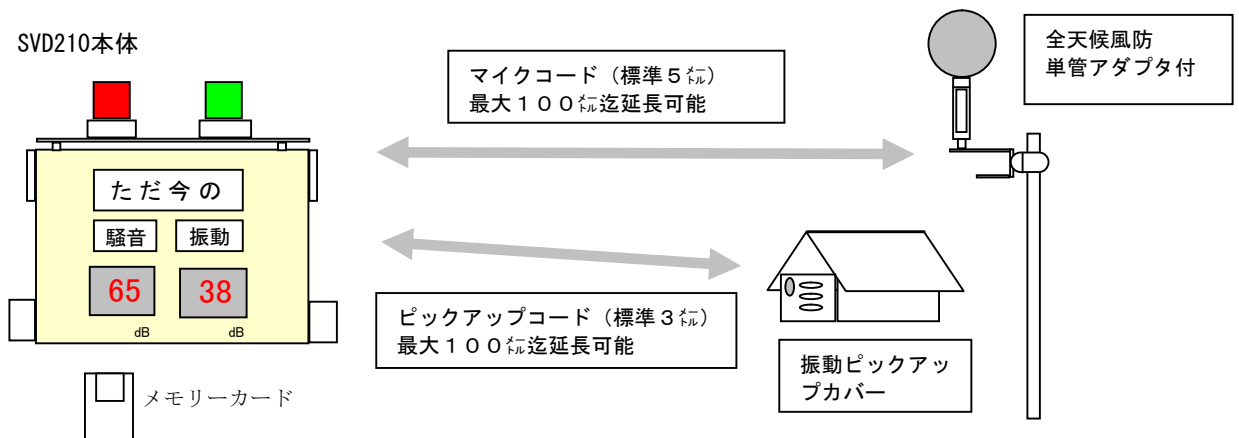 SVD210本体
マイクコード（標準５㍍）
最大１００㍍迄延長可能
全天候風防
単管アダプタ付
ただ今の
騒音 振動
65 38
dB dB
ピックアップコード（標準３㍍）
最大１００㍍迄延長可能
振動ピックアッ
プカバー
メモリーカード